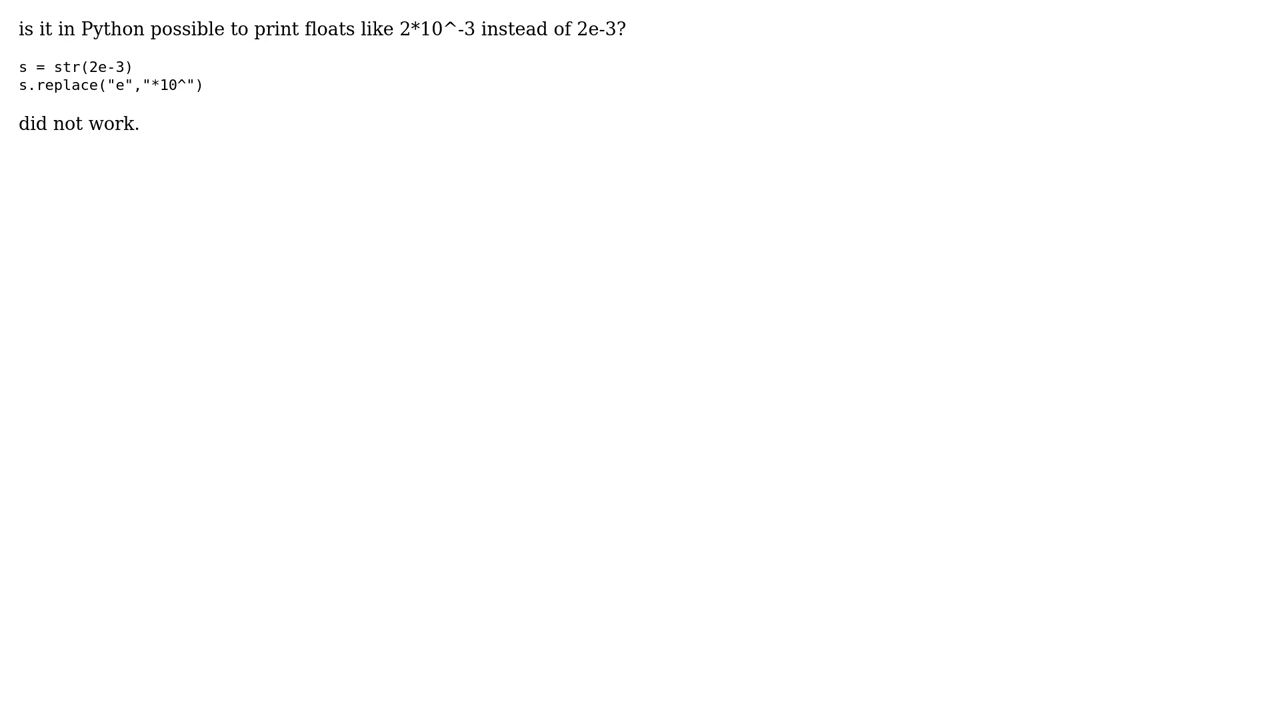 is it in Python possible to print floats like 2*10^-3 instead of 2e-3?
s = str(2e-3)
s.replace("e","*10^")
did not work.